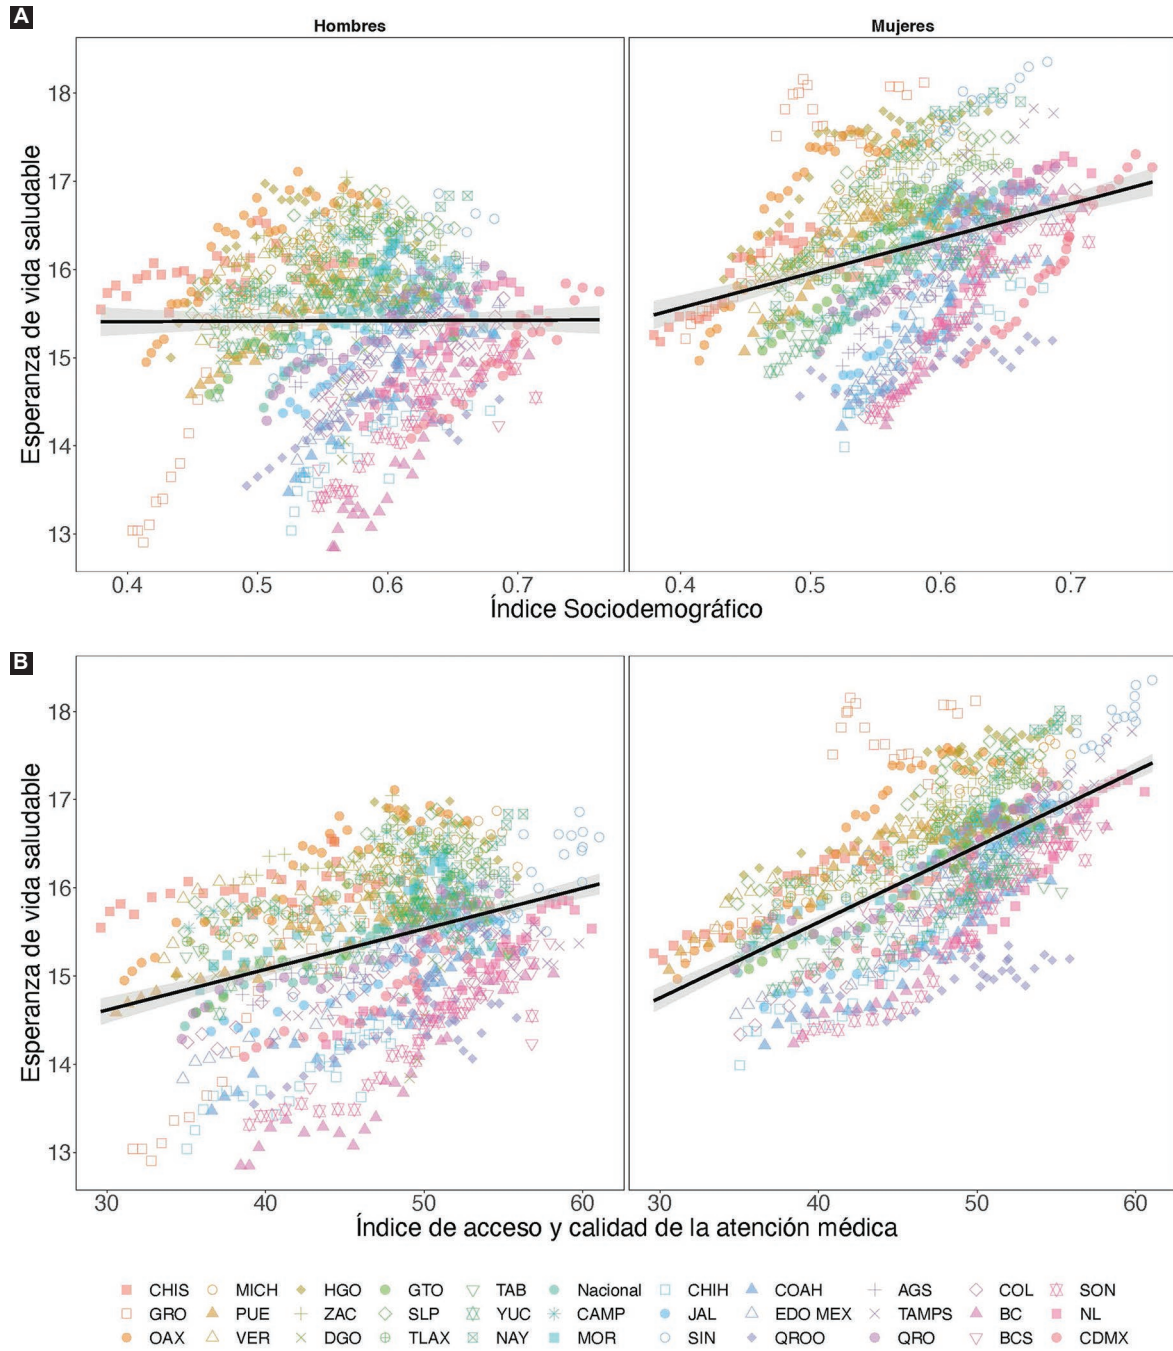 A
Hombres Mujeres
Esperanza de vida saludable
18
17
16
15
14
13
0.4 0.5 0.6 0.7 0.4 0.5 0.6 0.7
Índice Sociodemográfico
B
Esperanza de vida saludable
18
17
16
15
14
13
30 40 50 60 30 40 50 60
Índice de acceso y calidad de la atención médica
CHIS MICH HGO GTO TAB Nacional CHIH COAH AGS COL SON
GRO PUE ZAC SLP YUC CAMP JAL EDO MEX TAMPS BC NL
OAX VER DGO TLAX NAY MOR SIN QROO QRO BCS CDMX